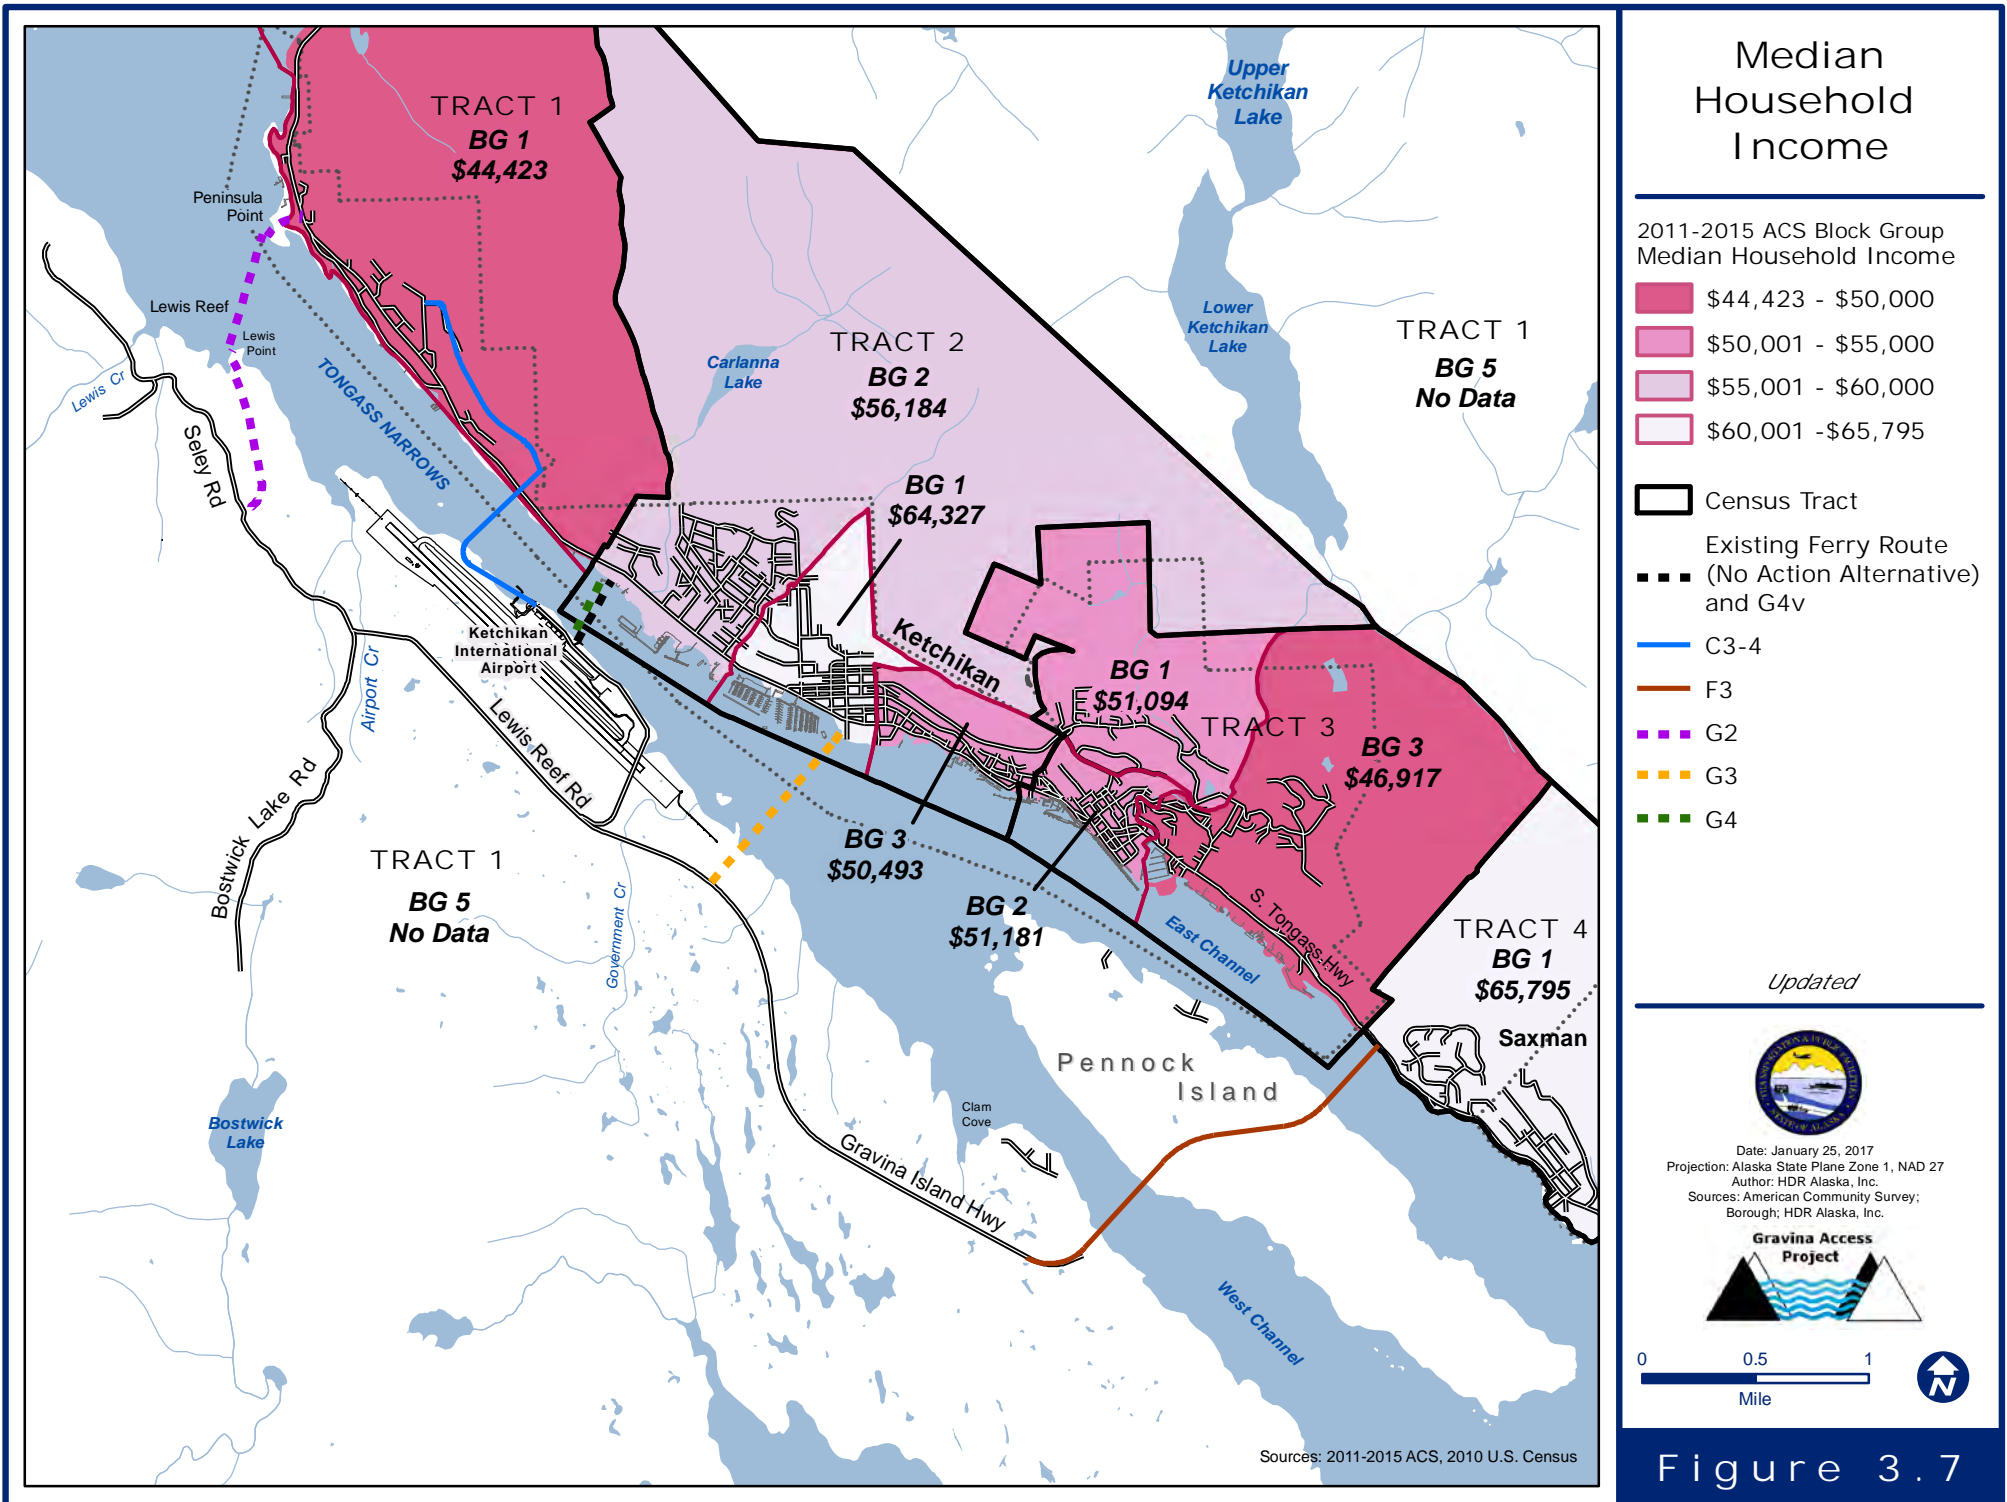 TRACT 1
BG 1
$44,423
Peninsula
Point
Lewis Reef
Lewis
Point
Lewis Cr
Seley Rd
TONGASS NARROWS
Upper
Ketchikan
Lake
Lower
Ketchikan
Lake
TRACT 1
BG 5
No Data
TRACT 2
BG 2
$56,184
Carlanna
Lake
BG 1
$64,327
Ketchikan
Ketchikan
International
Airport
Airport Cr
Lewis Reef Rd
Bostwick Lake Rd
BG 1
$51,094
TRACT 3
BG 3
$46,917
BG 3
$50,493
BG 2
$51,181
TRACT 1
BG 5
No Data
Government Cr
East Channel
S. Tongass Hwy
TRACT 4
BG 1
$65,795
Saxman
Pennock
Island
Clam
Cove
Bostwick
Lake
Gravina Island Hwy
West Channel
Sources: 2011-2015 ACS, 2010 U.S. Census
Median
Household
Income
2011-2015 ACS Block Group
Median Household Income
$44,423 - $50,000
$50,001 - $55,000
$55,001 - $60,000
$60,001 -$65,795
Census Tract
Existing Ferry Route
(No Action Alternative)
and G4v
C3-4
F3
G2
G3
G4
Updated
Date: January 25, 2017
Projection: Alaska State Plane Zone 1, NAD 27
Author: HDR Alaska, Inc.
Sources: American Community Survey;
Borough; HDR Alaska, Inc.
Gravina Access
Project
0 0.5 1
Mile
N
Figure 3.7